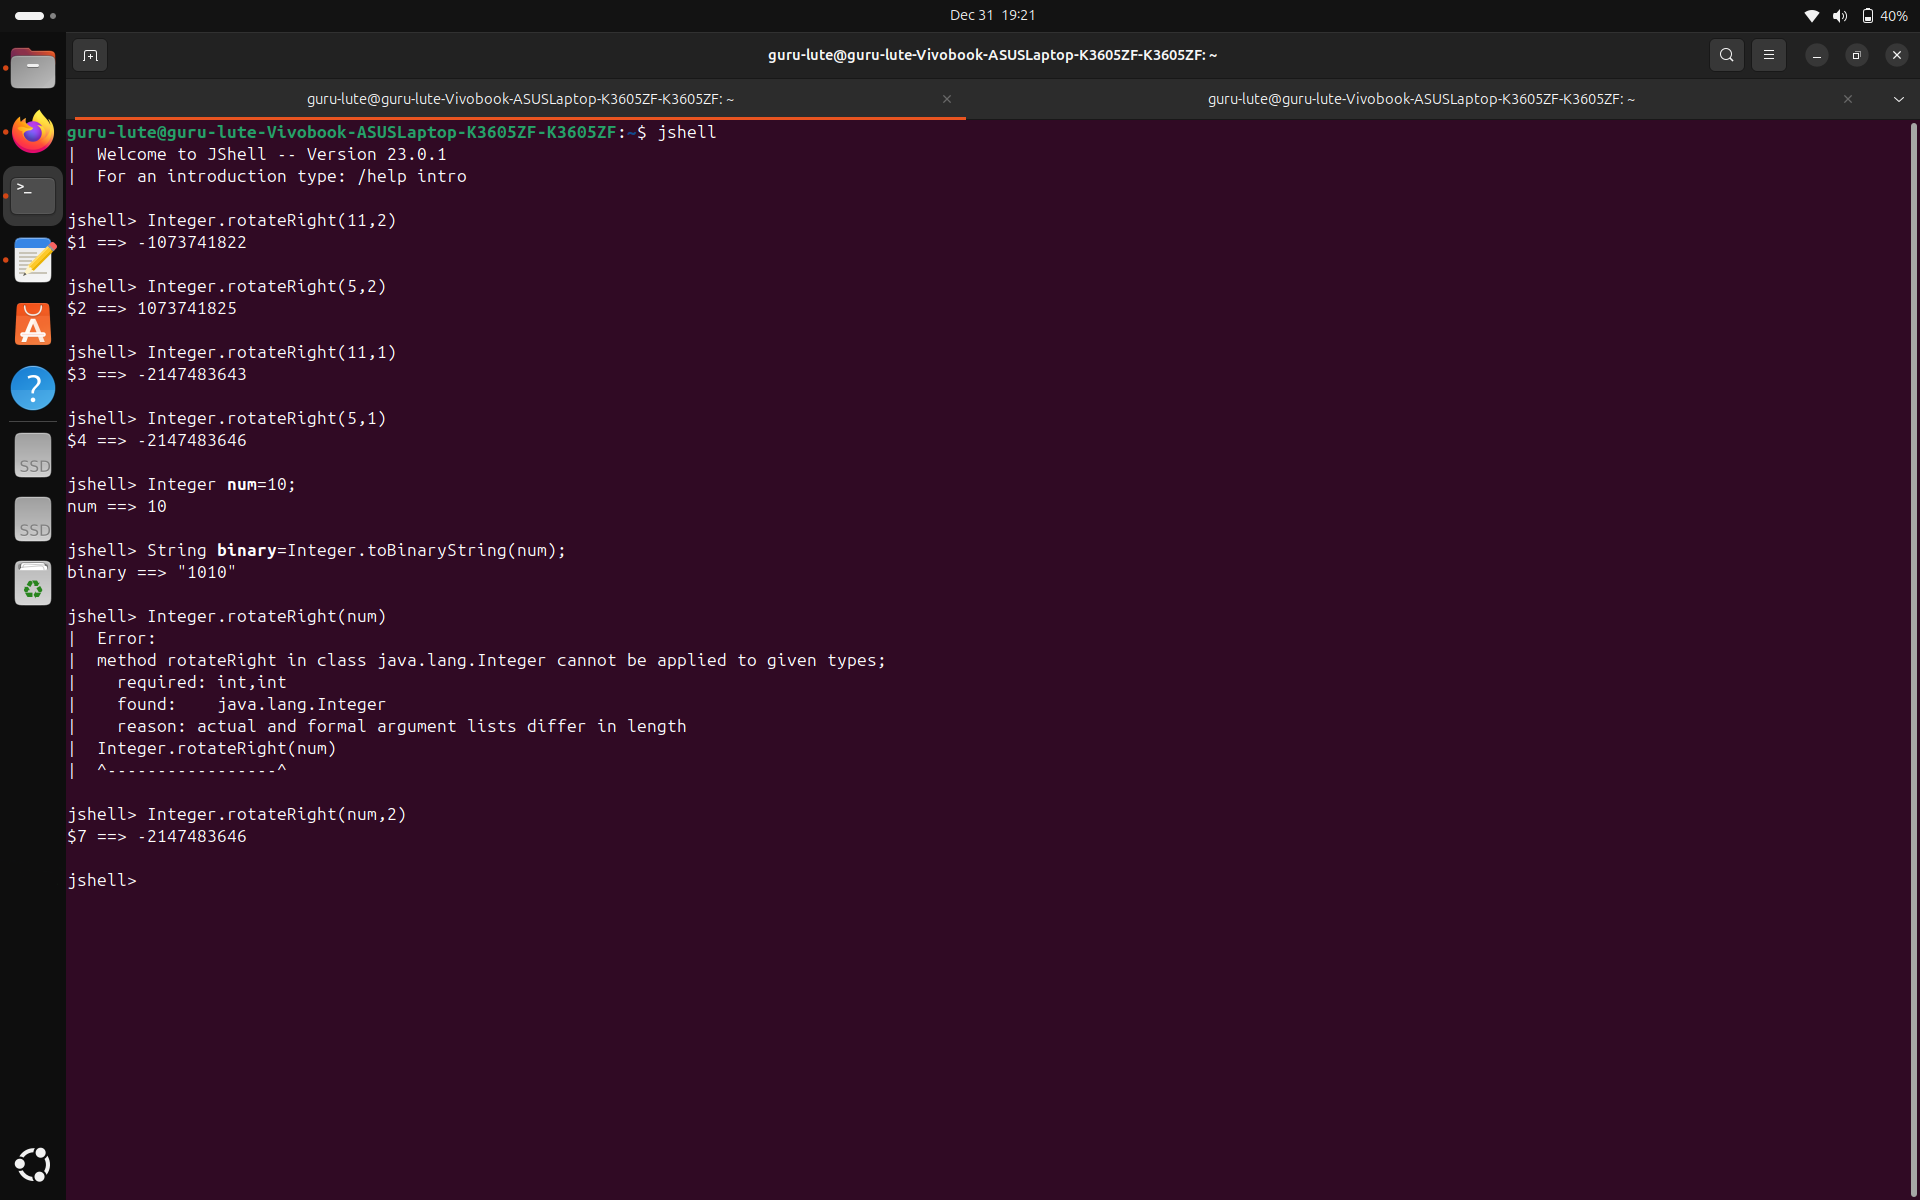 Dec 31 19:21
40%
guru-lute@guru-lute-Vivobook-ASUSLaptop-K3605ZF-K3605ZF: ~
guru-lute@guru-lute-Vivobook-ASUSLaptop-K3605ZF-K3605ZF: ~
guru-lute@guru-lute-Vivobook-ASUSLaptop-K3605ZF-K3605ZF: ~
guru-lute@guru-lute-Vivobook-ASUSLaptop-K3605ZF-K3605ZF:~$ jshell
|  Welcome to JShell -- Version 23.0.1
|  For an introduction type: /help intro
jshell> Integer.rotateRight(11,2)
$1 ==> -1073741822
jshell> Integer.rotateRight(5,2)
$2 ==> 1073741825
jshell> Integer.rotateRight(11,1)
$3 ==> -2147483643
jshell> Integer.rotateRight(5,1)
$4 ==> -2147483646
jshell> Integer num=10;
num ==> 10
jshell> String binary=Integer.toBinaryString(num);
binary ==> "1010"
jshell> Integer.rotateRight(num)
|  Error:
|  method rotateRight in class java.lang.Integer cannot be applied to given types;
|    required: int,int
|    found:    java.lang.Integer
|    reason: actual and formal argument lists differ in length
|  Integer.rotateRight(num)
|  ^-----------------^
jshell> Integer.rotateRight(num,2)
$7 ==> -2147483646
jshell>
SSD
SSD